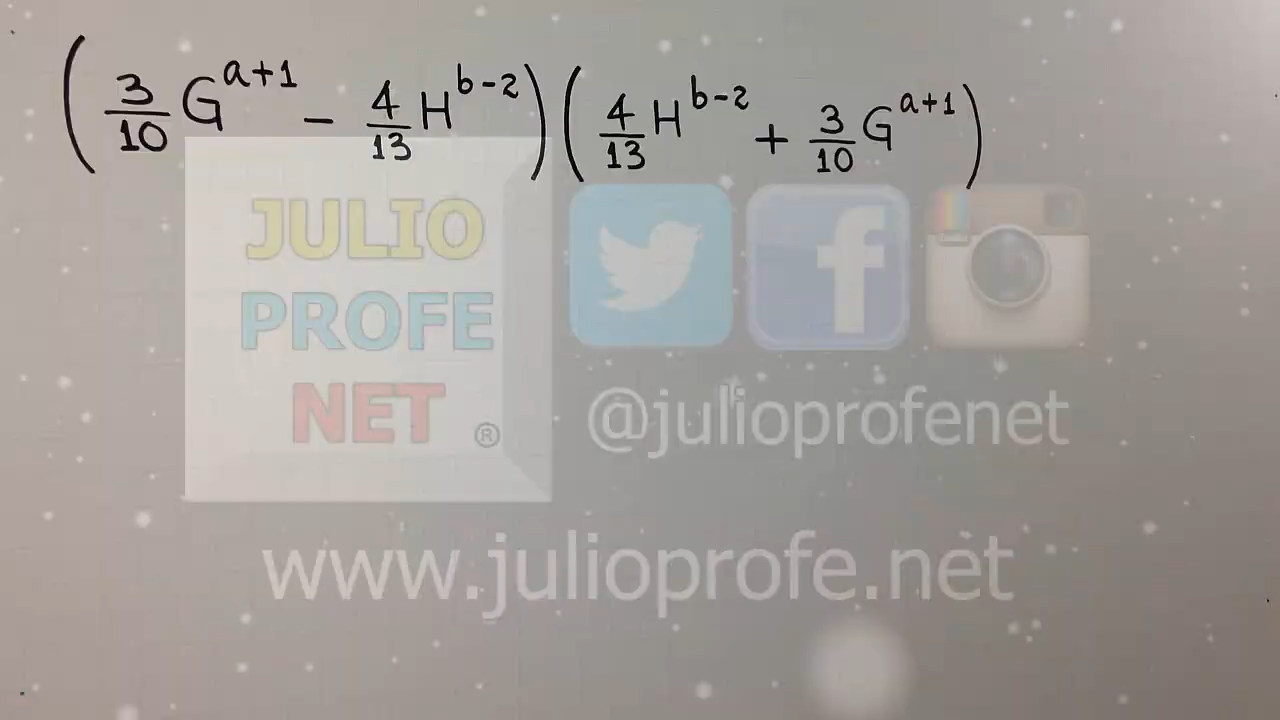 (3/10 G^(a+1) − 4/13 H^(b−2))(4/13 H^(b−2) + 3/10 G^(a+1))
JULIO
PROFE
NET ®
@julioprofenet
www.julioprofe.net